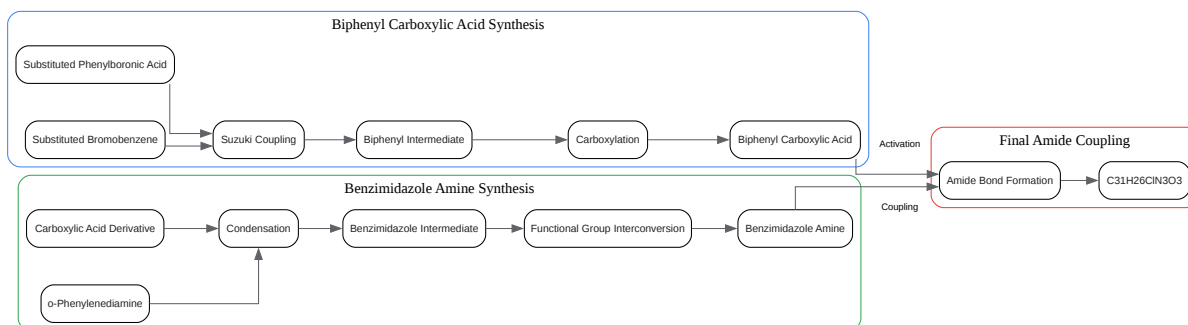 Biphenyl Carboxylic Acid Synthesis
Substituted Phenylboronic Acid
Substituted Bromobenzene
Suzuki Coupling
Biphenyl Intermediate
Carboxylation
Biphenyl Carboxylic Acid
Activation
Final Amide Coupling
Amide Bond Formation
C31H26ClN3O3
Coupling
Benzimidazole Amine Synthesis
Carboxylic Acid Derivative
Condensation
Benzimidazole Intermediate
Functional Group Interconversion
Benzimidazole Amine
o-Phenylenediamine